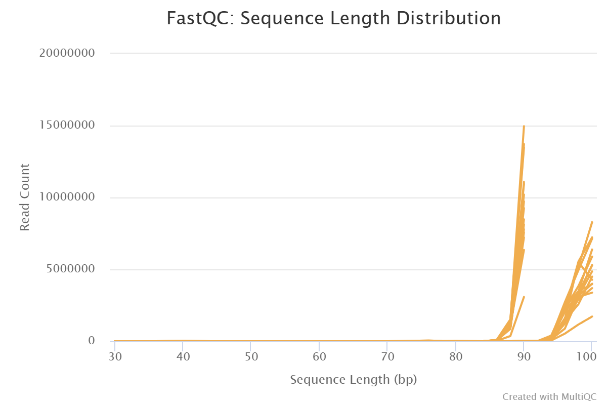 FastQC: Sequence Length Distribution
20000000
15000000
10000000
5000000
0
Read Count
30 40 50 60 70 80 90 100
Sequence Length (bp)
Created with MultiQC